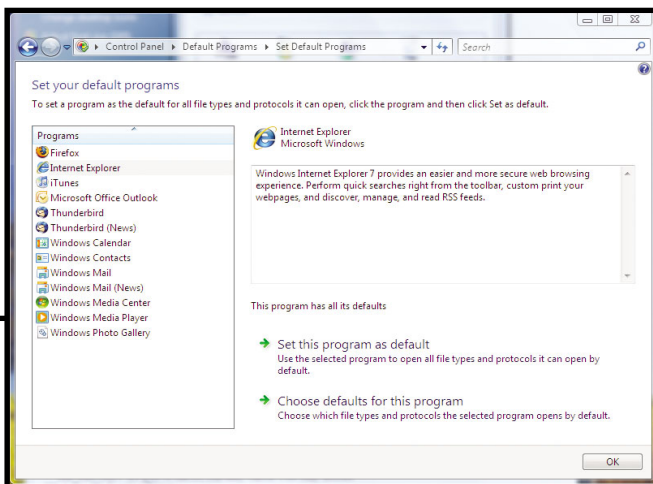 Control Panel ▸ Default Programs ▸ Set Default Programs
Search
Set your default programs
To set a program as the default for all file types and protocols it can open, click the program and then click Set as default.
Programs
Firefox
Internet Explorer
iTunes
Microsoft Office Outlook
Thunderbird
Thunderbird (News)
Windows Calendar
Windows Contacts
Windows Mail
Windows Mail (News)
Windows Media Center
Windows Media Player
Windows Photo Gallery
Internet Explorer
Microsoft Windows
Windows Internet Explorer 7 provides an easier and more secure web browsing
experience. Perform quick searches right from the toolbar, custom print your
webpages, and discover, manage, and read RSS feeds.
This program has all its defaults
Set this program as default
Use the selected program to open all file types and protocols it can open by
default.
Choose defaults for this program
Choose which file types and protocols the selected program opens by default.
OK